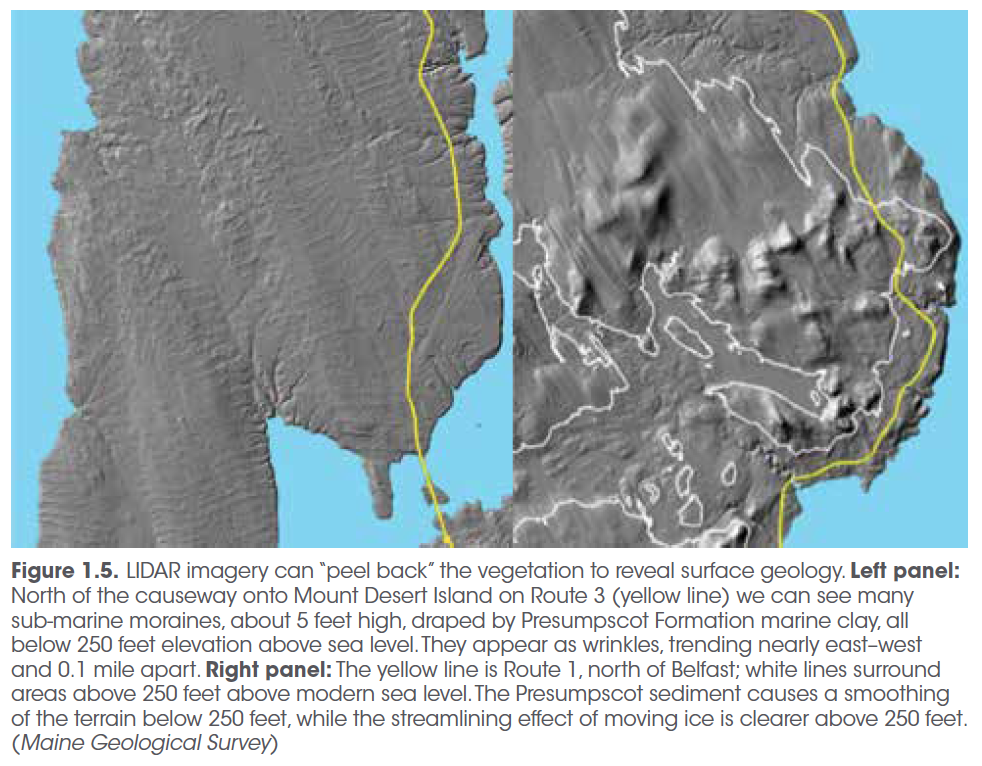 Figure 1.5. LIDAR imagery can “peel back” the vegetation to reveal surface geology. Left panel:
North of the causeway onto Mount Desert Island on Route 3 (yellow line) we can see many
sub-marine moraines, about 5 feet high, draped by Presumpscot Formation marine clay, all
below 250 feet elevation above sea level. They appear as wrinkles, trending nearly east–west
and 0.1 mile apart. Right panel: The yellow line is Route 1, north of Belfast; white lines surround
areas above 250 feet above modern sea level. The Presumpscot sediment causes a smoothing
of the terrain below 250 feet, while the streamlining effect of moving ice is clearer above 250 feet.
(Maine Geological Survey)